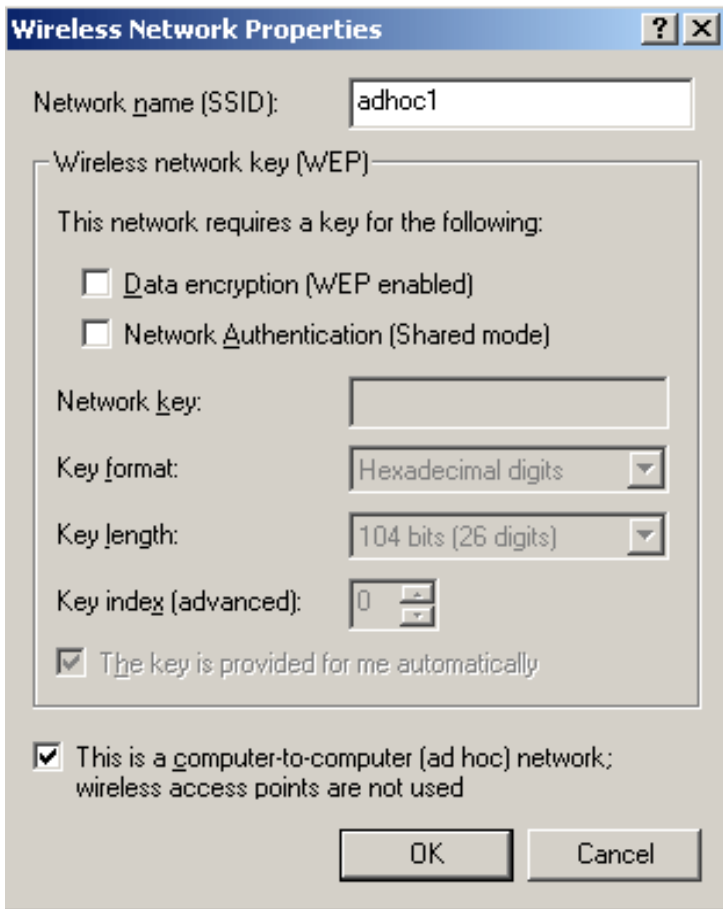 Wireless Network Properties
Network name (SSID): adhoc1
Wireless network key (WEP)
This network requires a key for the following:
Data encryption (WEP enabled)
Network Authentication (Shared mode)
Network key:
Key format: Hexadecimal digits
Key length: 104 bits (26 digits)
Key index (advanced): 0
The key is provided for me automatically
This is a computer-to-computer (ad hoc) network;
wireless access points are not used
OK Cancel